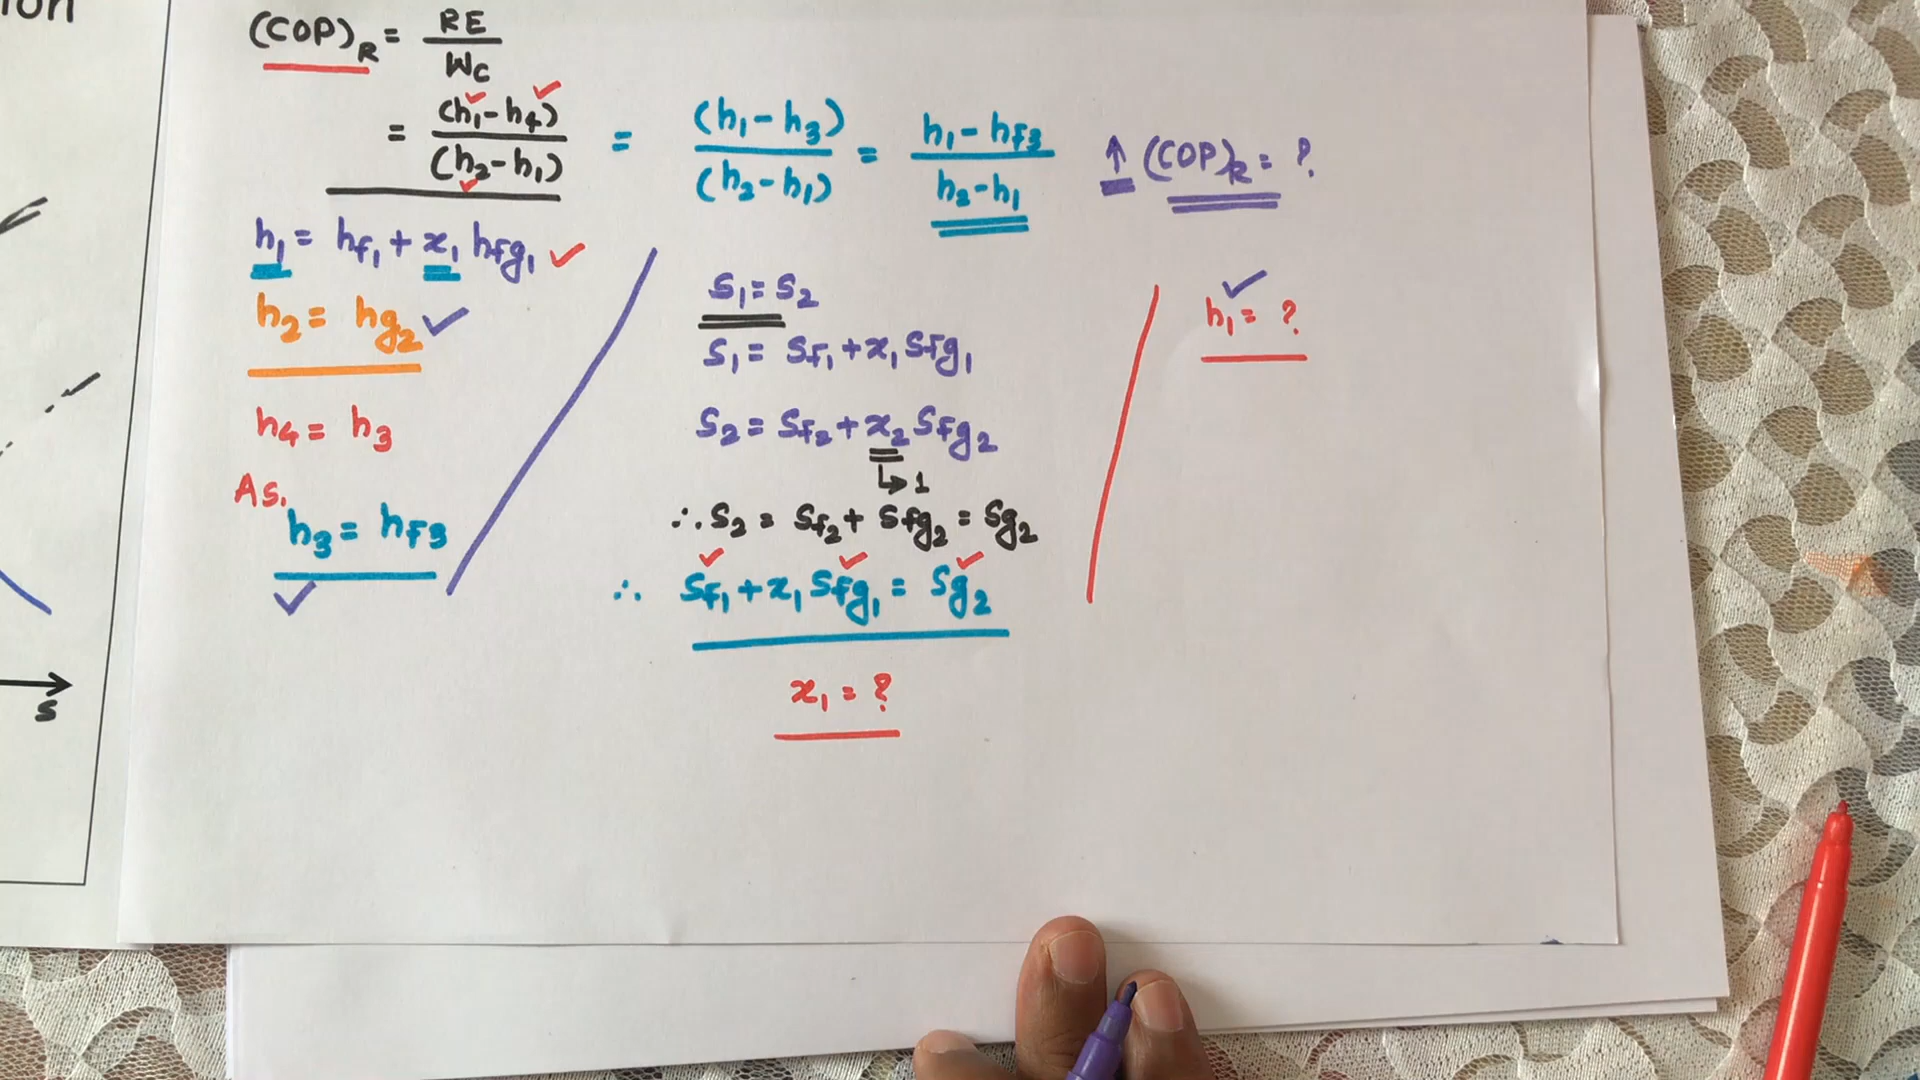 (COP)R = RE / Wc
= (h1 - h4) / (h2 - h1) = (h1 - h3) / (h2 - h1) = h1 - hf3 / h2 - h1 ↑ (COP)R = ?
h1 = hf1 + x1 hfg1 ✓
h2 = hg2 ✓
h4 = h3
As.
h3 = hf3
✓
S1 = S2
S1 = Sf1 + x1 Sfg1
S2 = Sf2 + x2 Sfg2
↳ 1
∴ S2 = Sf2 + Sfg2 = Sg2
∴ Sf1 + x1 Sfg1 = Sg2
x1 = ?
✓
h1 = ?
s